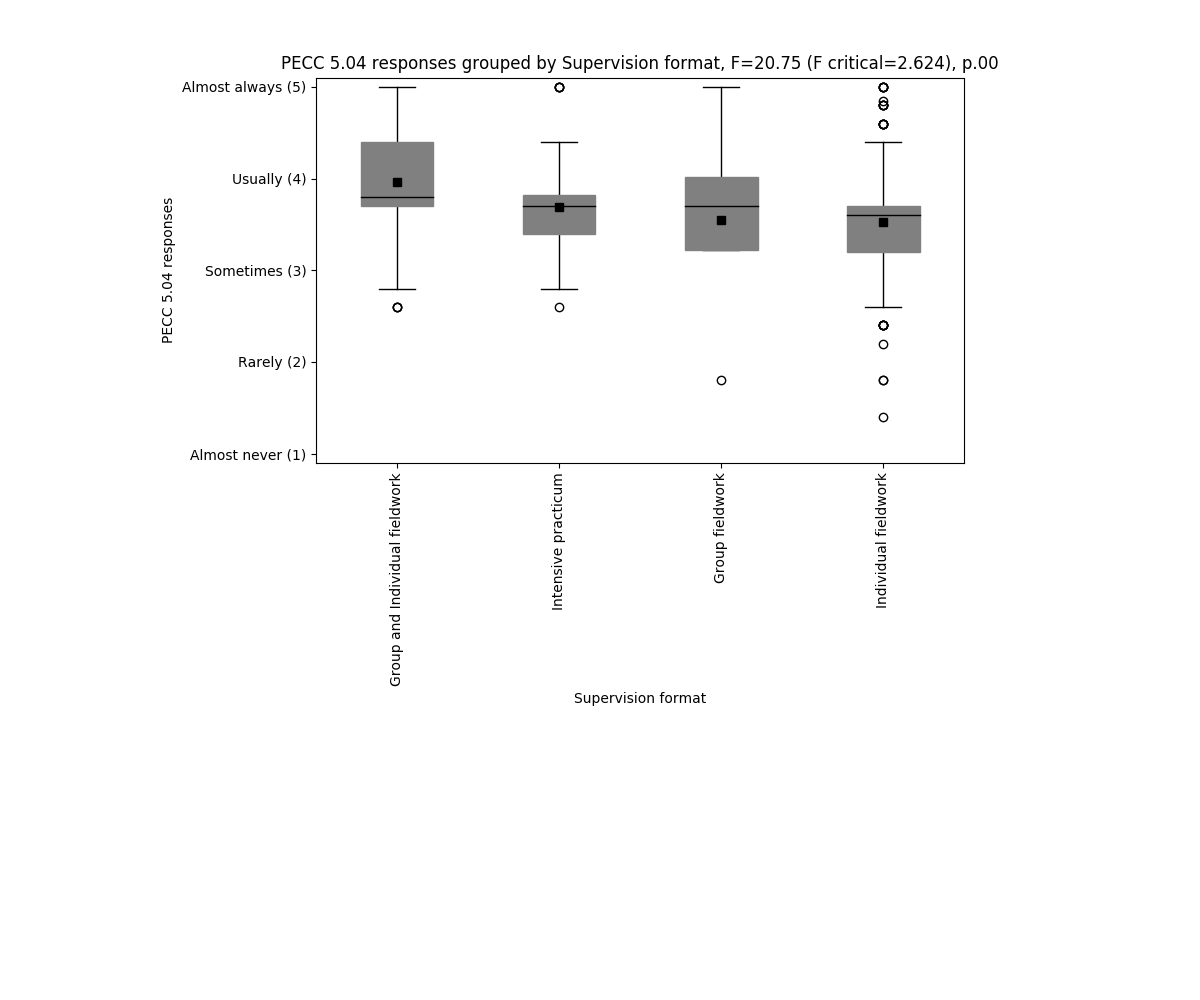 PECC 5.04 responses grouped by Supervision format, F=20.75 (F critical=2.624), p.00
Almost always (5)
Usually (4)
Sometimes (3)
Rarely (2)
Almost never (1)
PECC 5.04 responses
Group and Individual fieldwork
Intensive practicum
Group fieldwork
Individual fieldwork
Supervision format